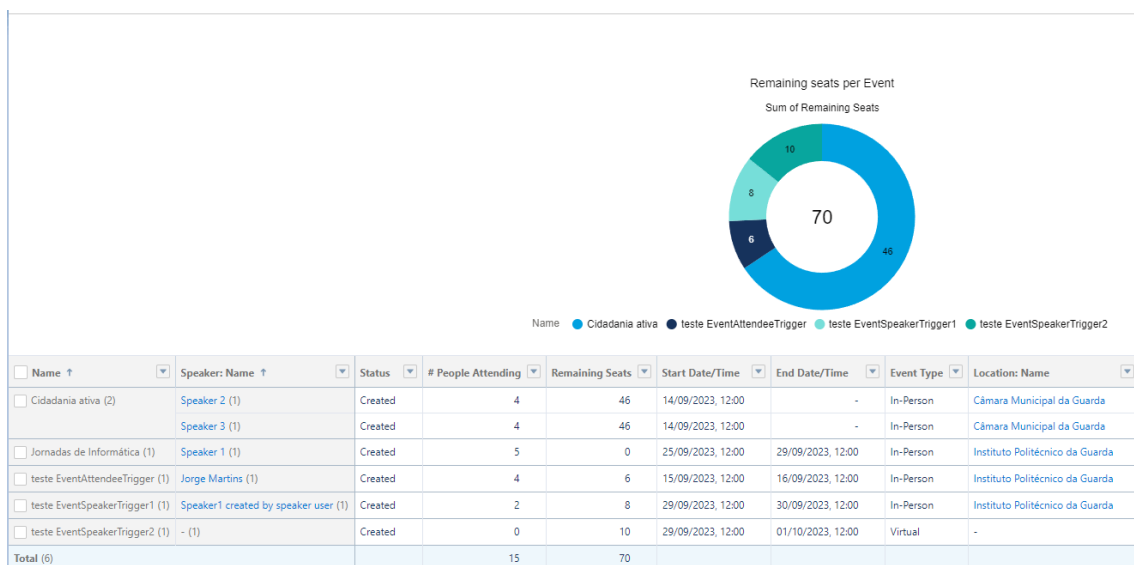 Remaining seats per Event
Sum of Remaining Seats
10
8
70
6
46
Name Cidadania ativa teste EventAttendeeTrigger teste EventSpeakerTrigger1 teste EventSpeakerTrigger2
Name ↑ Speaker: Name ↑ Status # People Attending Remaining Seats Start Date/Time End Date/Time Event Type Location: Name
Cidadania ativa (2) Speaker 2 (1) Created 4 46 14/09/2023, 12:00 - In-Person Câmara Municipal da Guarda
Speaker 3 (1) Created 4 46 14/09/2023, 12:00 - In-Person Câmara Municipal da Guarda
Jornadas de Informática (1) Speaker 1 (1) Created 5 0 25/09/2023, 12:00 29/09/2023, 12:00 In-Person Instituto Politécnico da Guarda
teste EventAttendeeTrigger (1) Jorge Martins (1) Created 4 6 15/09/2023, 12:00 16/09/2023, 12:00 In-Person Instituto Politécnico da Guarda
teste EventSpeakerTrigger1 (1) Speaker1 created by speaker user (1) Created 2 8 29/09/2023, 12:00 30/09/2023, 12:00 In-Person Instituto Politécnico da Guarda
teste EventSpeakerTrigger2 (1) - (1) Created 0 10 29/09/2023, 12:00 01/10/2023, 12:00 Virtual -
Total (6) 15 70